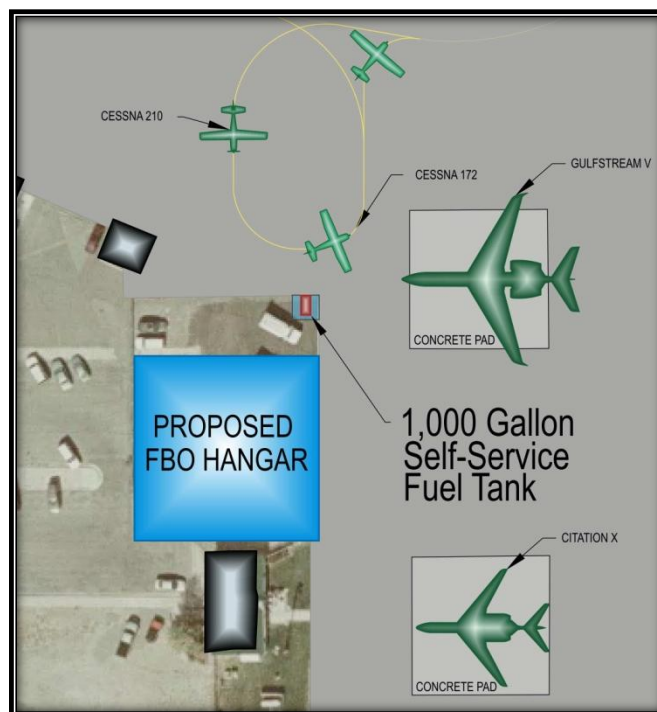 CESSNA 210
CESSNA 172
GULFSTREAM V
CONCRETE PAD
PROPOSED
FBO HANGAR
1,000 Gallon
Self-Service
Fuel Tank
CITATION X
CONCRETE PAD